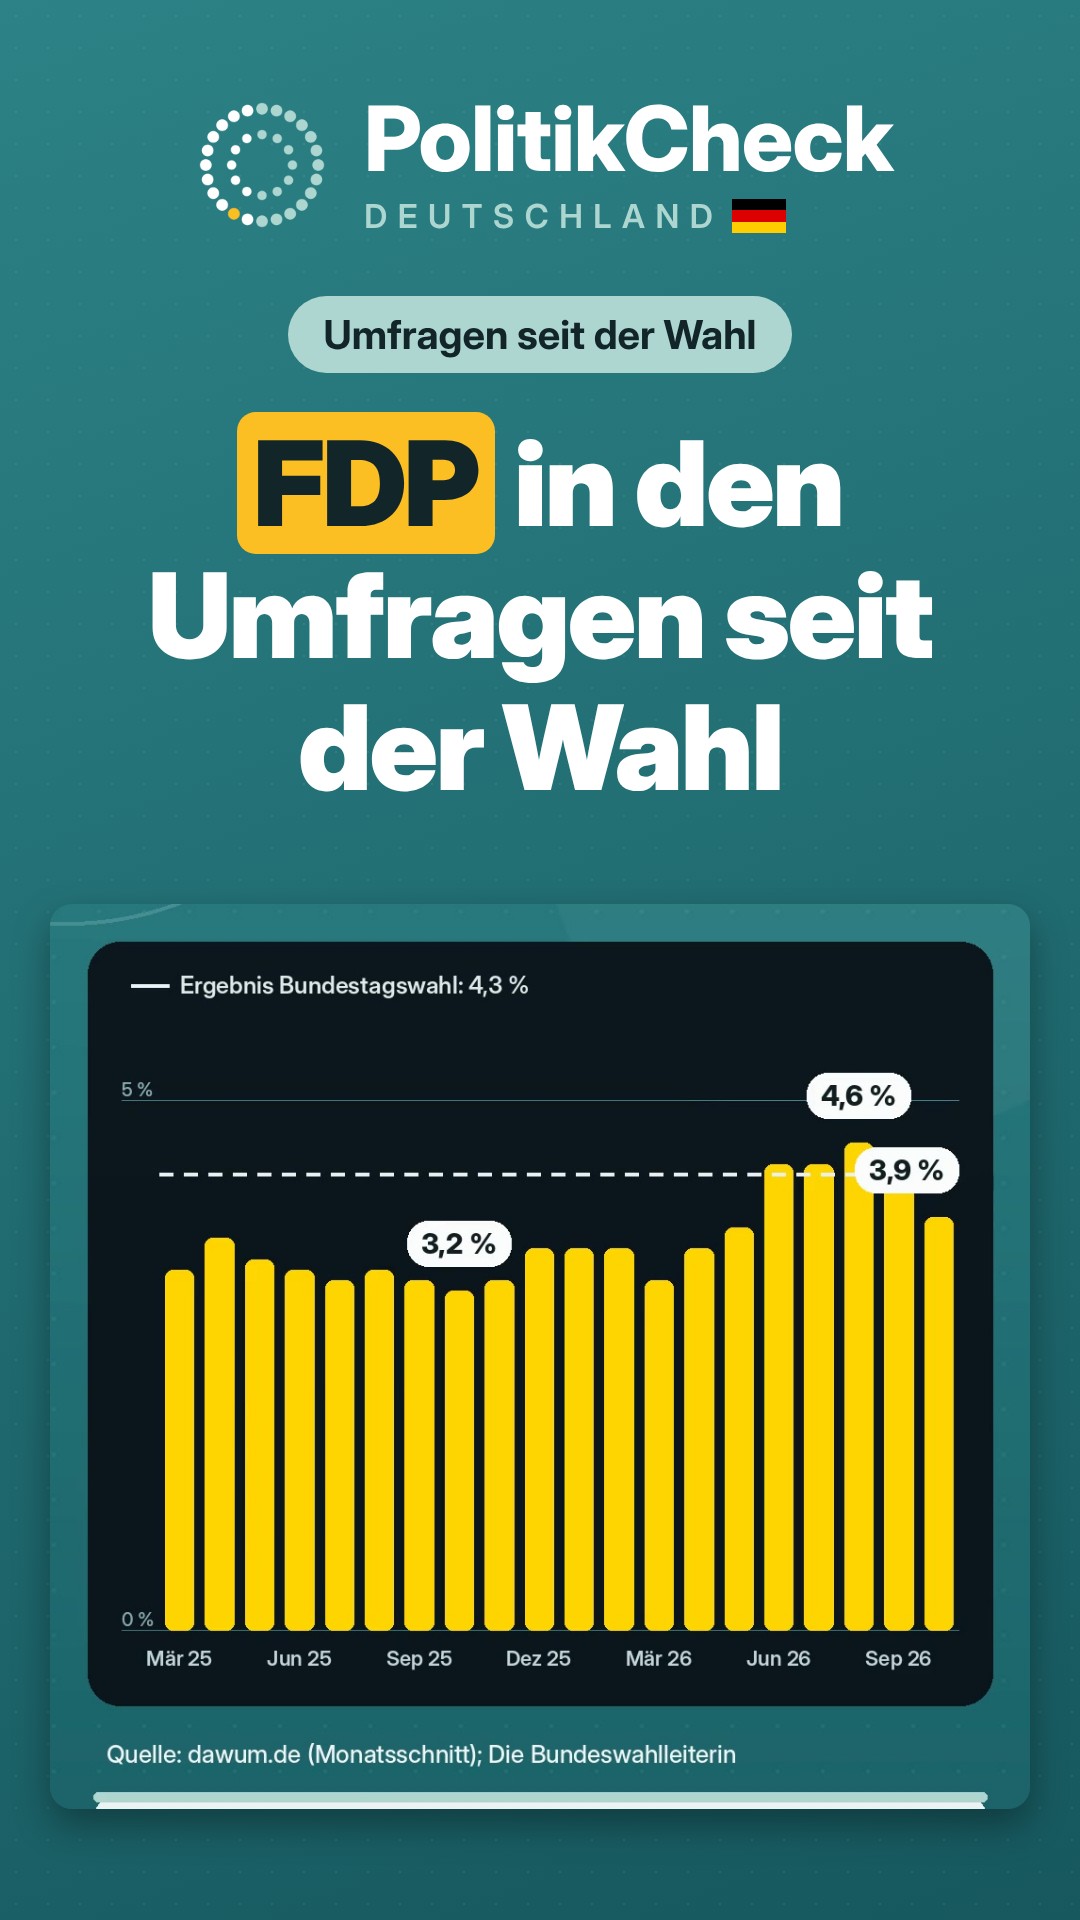 PolitikCheck
DEUTSCHLAND
Umfragen seit der Wahl
FDP in den
Umfragen seit
der Wahl
Ergebnis Bundestagswahl: 4,3 %
5 %
4,6 %
3,9 %
3,2 %
0 %
Mär 25 Jun 25 Sep 25 Dez 25 Mär 26 Jun 26 Sep 26
Quelle: dawum.de (Monatsschnitt); Die Bundeswahlleiterin